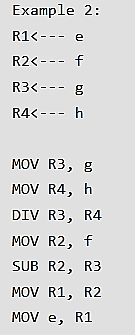 Example 2:
R1<--- e
R2<--- f
R3<--- g
R4<--- h
MOV R3, g
MOV R4, h
DIV R3, R4
MOV R2, f
SUB R2, R3
MOV R1, R2
MOV e, R1